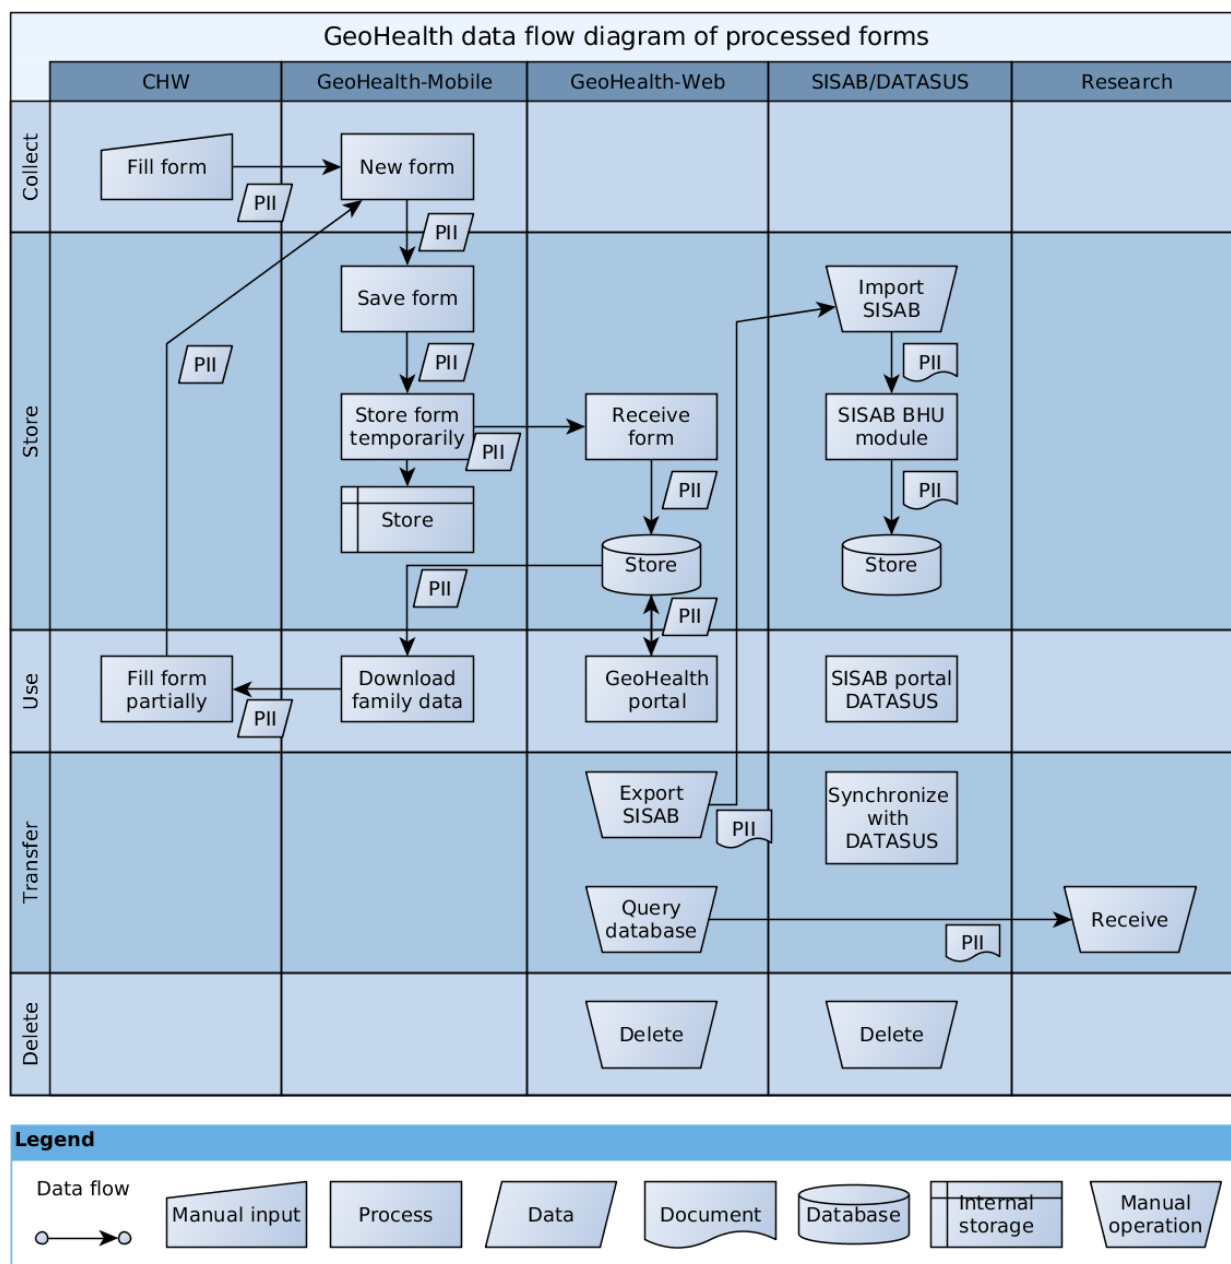 GeoHealth data flow diagram of processed forms
CHW
GeoHealth-Mobile
GeoHealth-Web
SISAB/DATASUS
Research
Collect
Fill form
New form
PII
PII
Store
Save form
Import
SISAB
PII
PII
PII
Store form
temporarily
Receive
form
SISAB BHU
module
PII
PII
PII
Store
Store
Store
PII
PII
Use
Fill form
partially
Download
family data
GeoHealth
portal
SISAB portal
DATASUS
PII
Transfer
Export
SISAB
Synchronize
with
DATASUS
PII
Query
database
Receive
PII
Delete
Delete
Delete
Legend
Data flow
Manual input
Process
Data
Document
Database
Internal
storage
Manual
operation